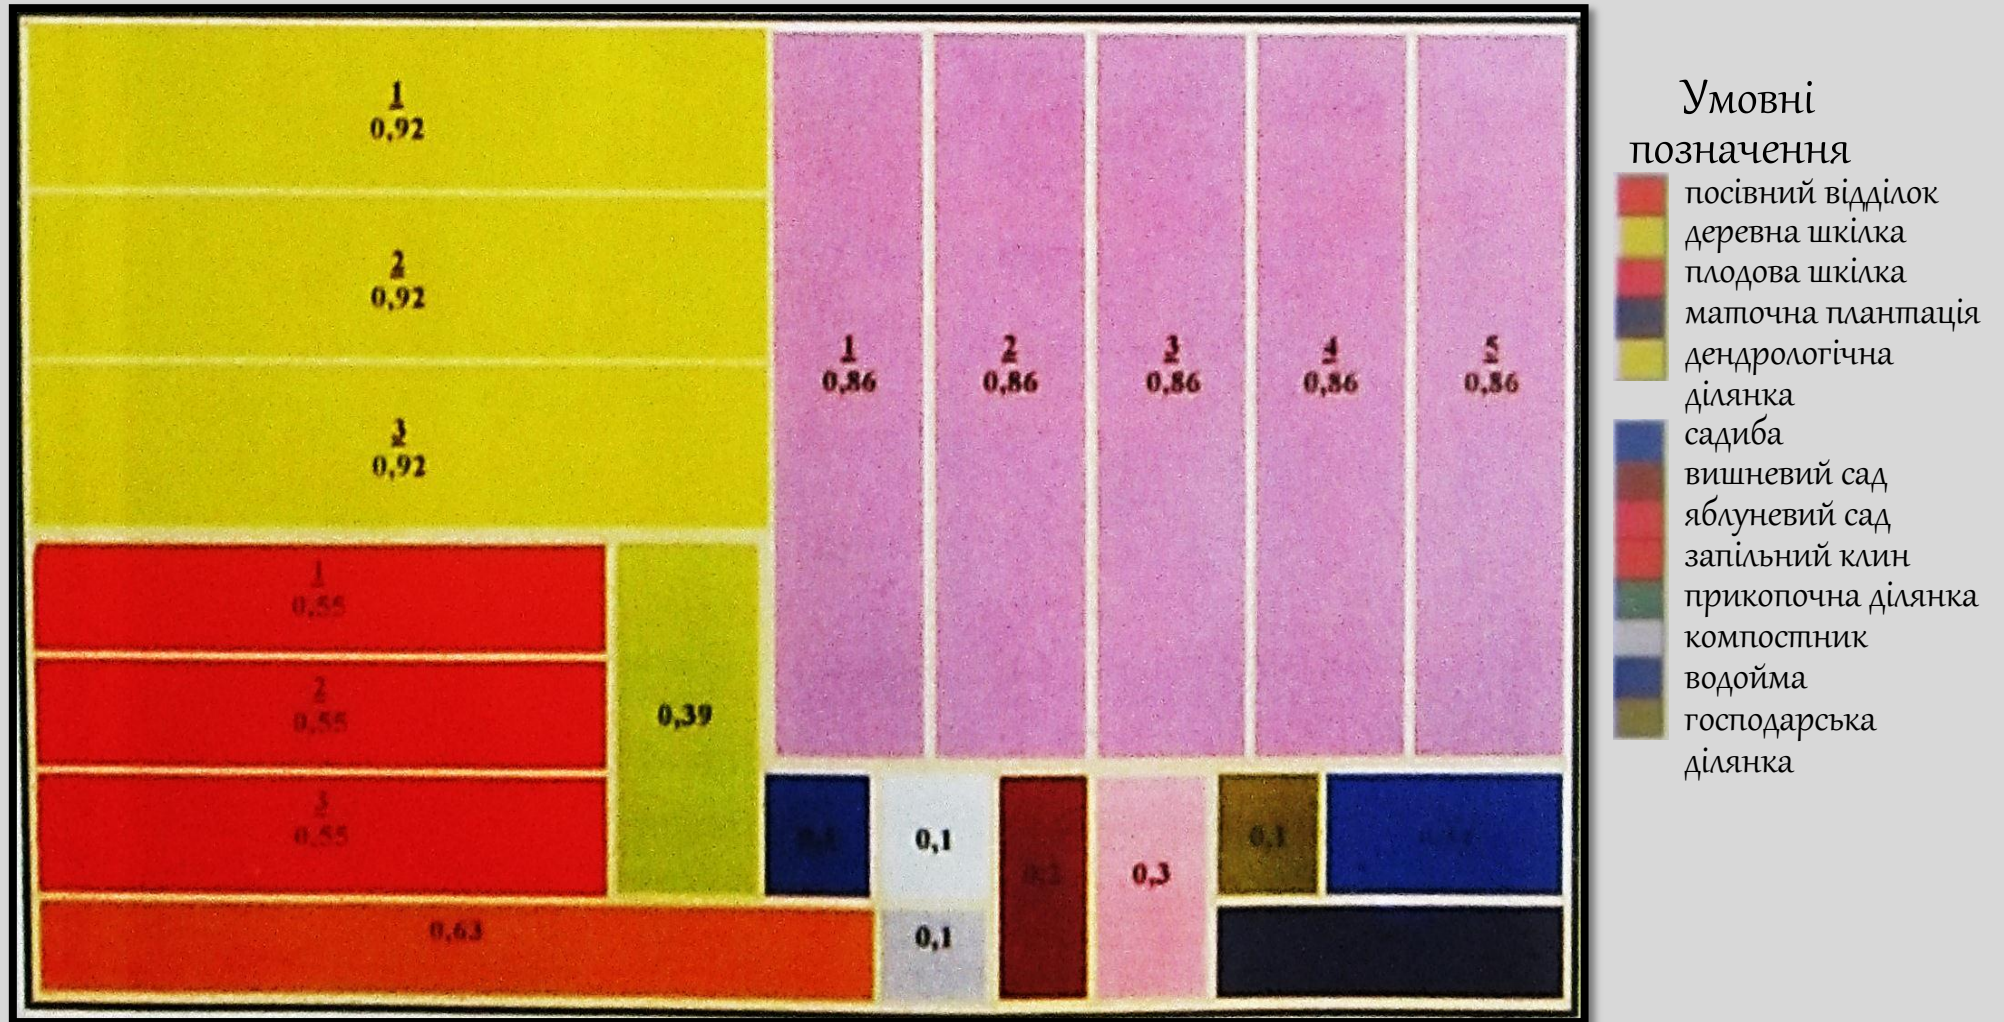 1
0,92
2
0,92
3
0,92
1
0,86
2
0,86
3
0,86
4
0,86
5
0,86
1
0,55
2
0,55
3
0,55
0,39
0,1
0,3
0,1
0,63
0,1
Умовні
позначення
посівний відділок
деревна шкілка
плодова шкілка
маточна плантація
дендрологічна
ділянка
садиба
вишневий сад
яблуневий сад
запільний клин
прикопочна ділянка
компостник
водойма
господарська
ділянка